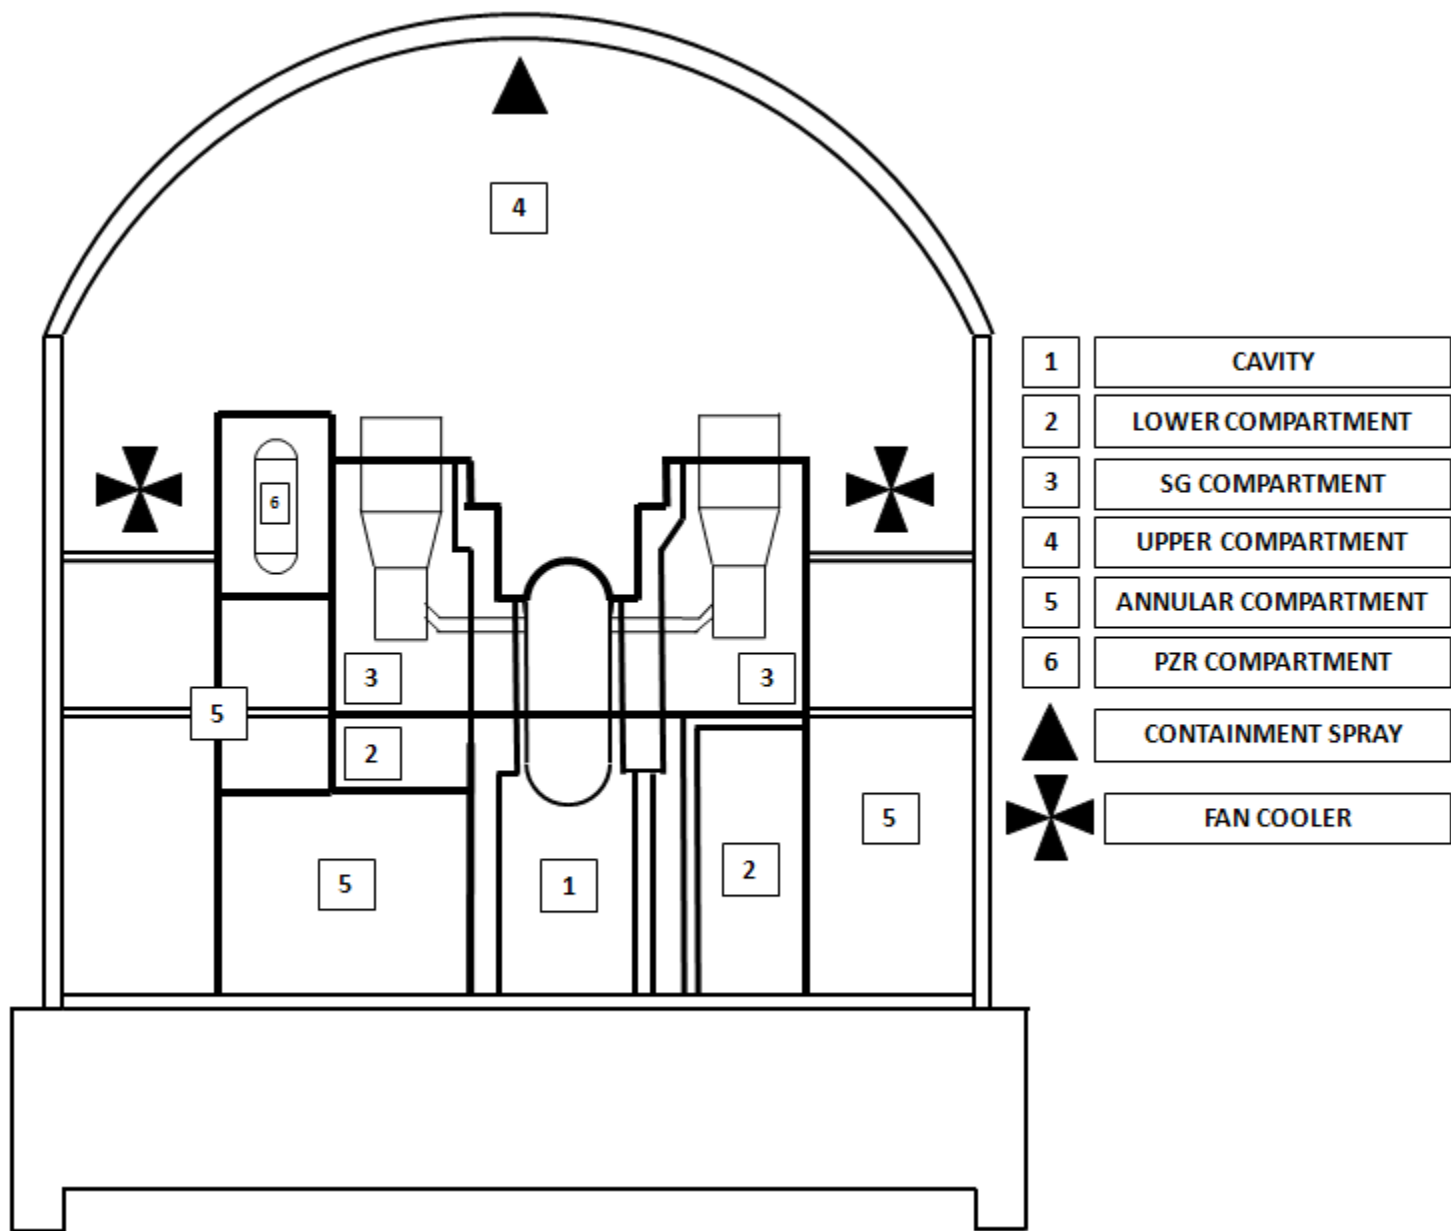 4
6
3
3
5
2
5
2
5
1
1 CAVITY
2 LOWER COMPARTMENT
3 SG COMPARTMENT
4 UPPER COMPARTMENT
5 ANNULAR COMPARTMENT
6 PZR COMPARTMENT
CONTAINMENT SPRAY
FAN COOLER